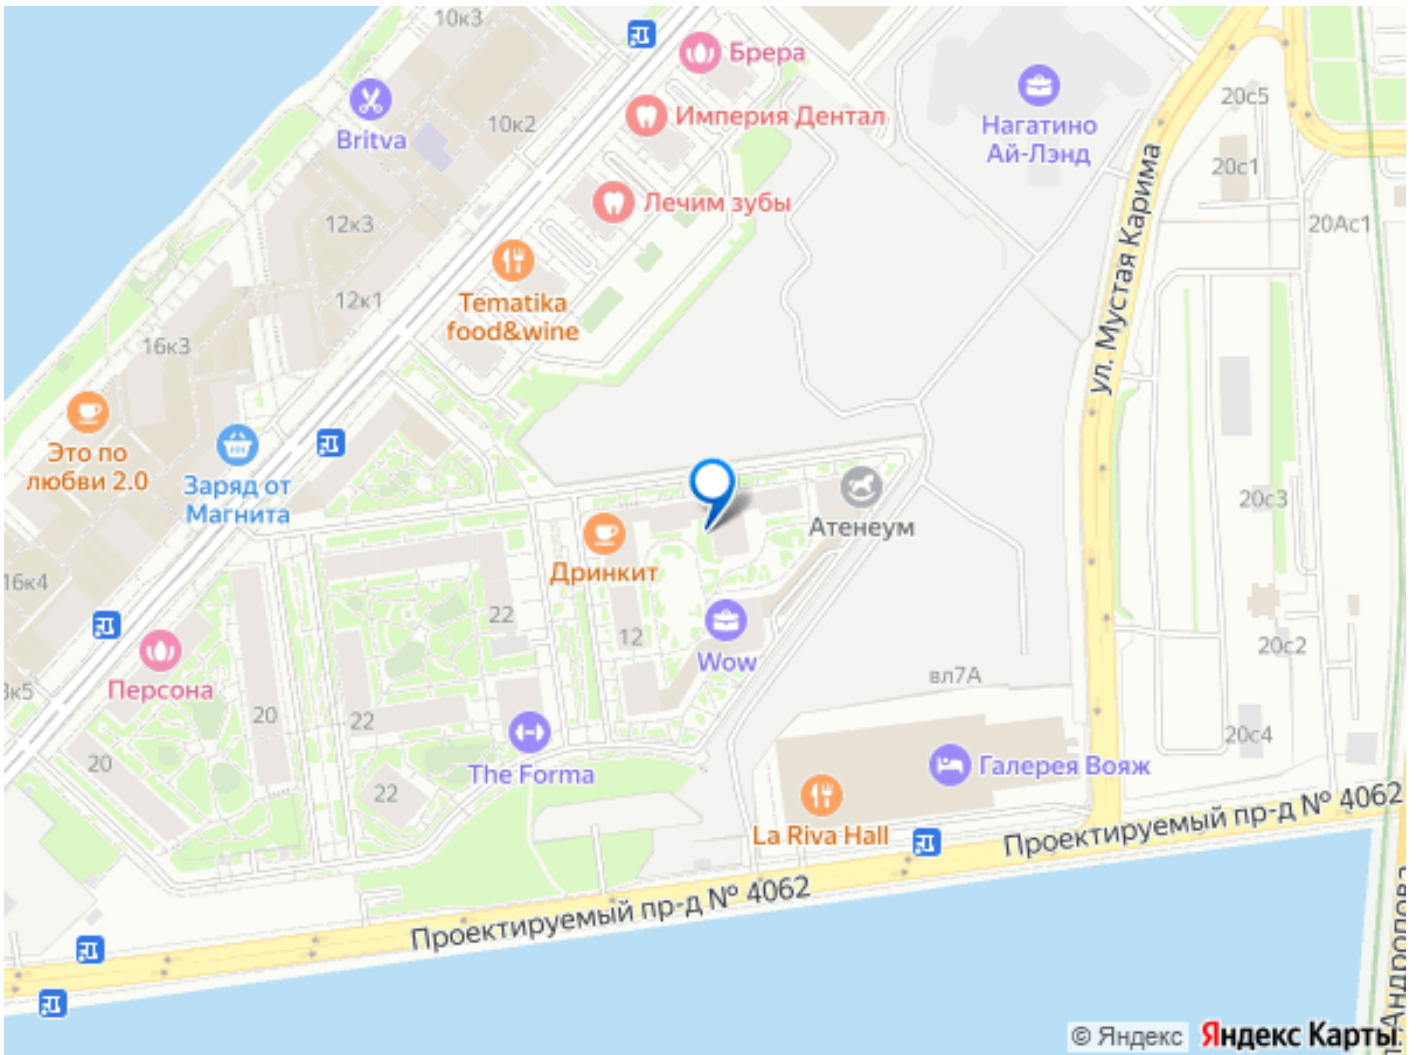 10к3
Брера
Britva
10к2
Империя Дентал
Нагатино
Ай-Лэнд
20с5
20с1
20Ас1
12к3
Лечим зубы
ул. Мустая Карима
12к1
Tematika
food&wine
16к3
Это по
любви 2.0
Заряд от
Магнита
Атенеум
20с3
Дринкит
16к4
22
12
Wow
20с2
Персона
вл7А
20
22
20
The Forma
22
Галерея Вояж
20с4
La Riva Hall
Проектируемый пр-д № 4062
Проектируемый пр-д № 4062
Андропова
© Яндекс
Яндекс Карты